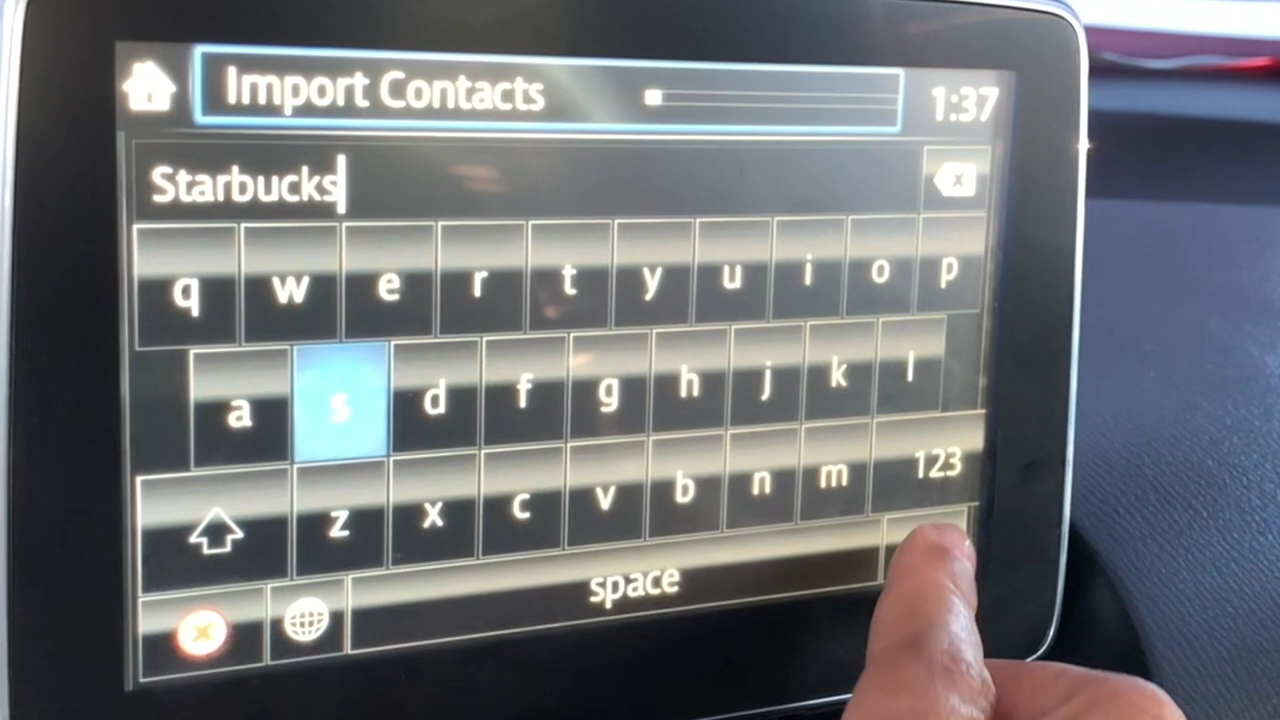 Import Contacts 1:37
Starbucks
q w e r t y u i o p
a s d f g h j k l
z x c v b n m 123
space